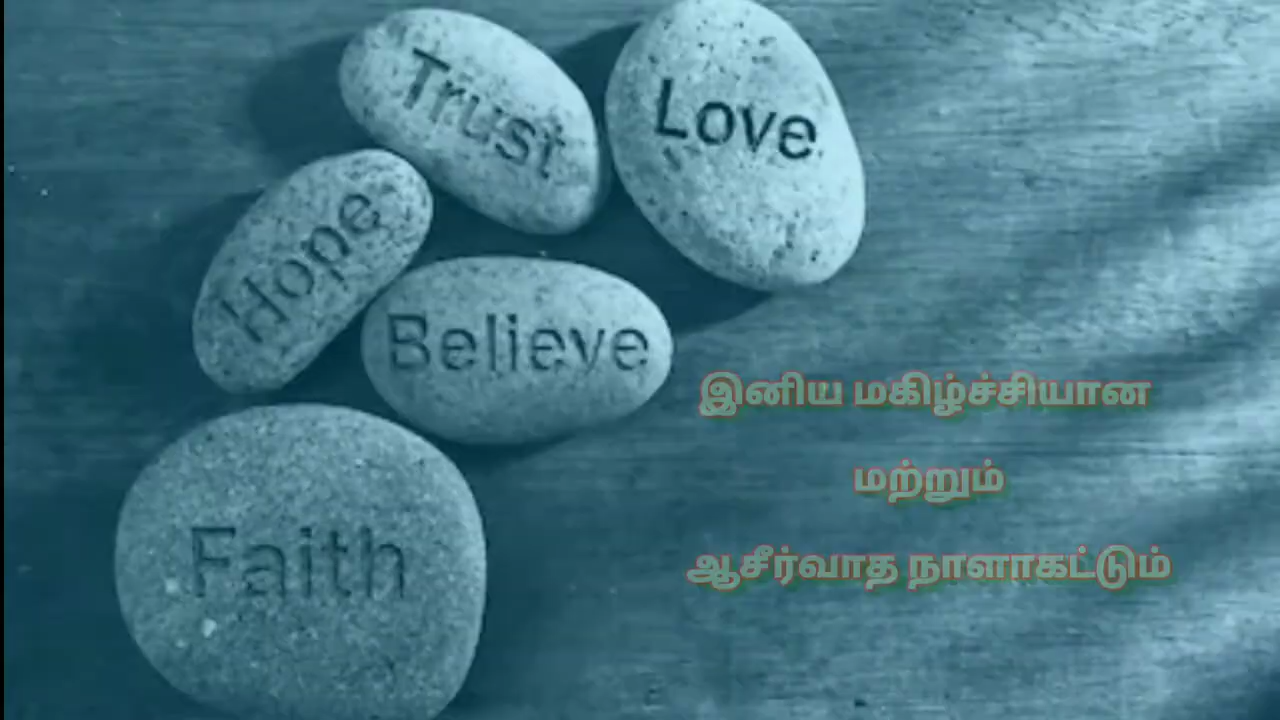 Trust
Love
Hope
Believe
Faith
இனிய மகிழ்ச்சியான
மற்றும்
ஆசீர்வாத நாளாகட்டும்